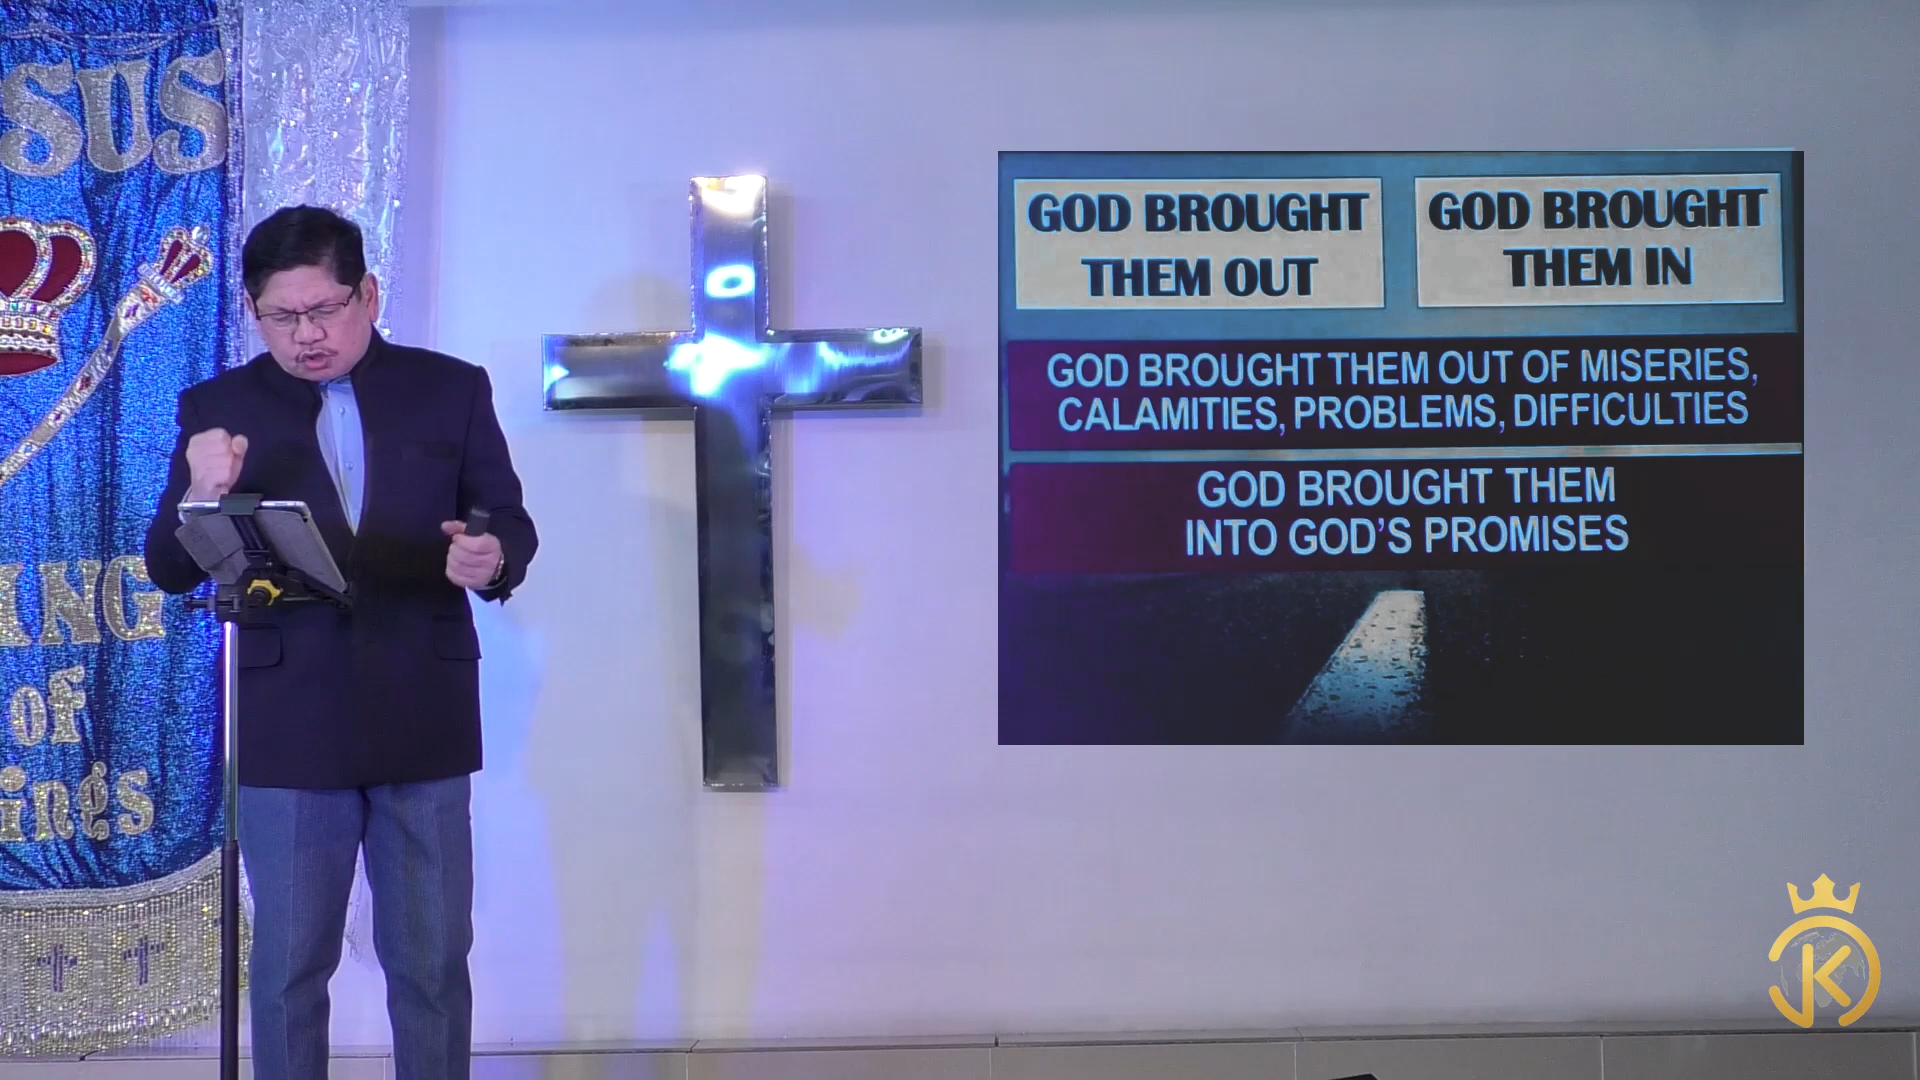 SUS
ING
of
ings
GOD BROUGHT
THEM OUT
GOD BROUGHT
THEM IN
GOD BROUGHT THEM OUT OF MISERIES,
CALAMITIES, PROBLEMS, DIFFICULTIES
GOD BROUGHT THEM
INTO GOD'S PROMISES
K